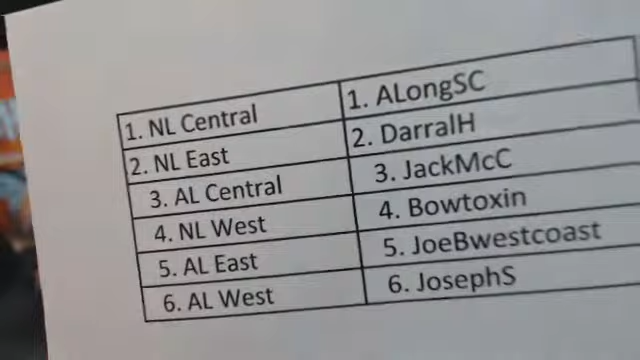 1. NL Central 1. ALongSC
2. NL East 2. DarralH
3. AL Central 3. JackMcC
4. NL West 4. Bowtoxin
5. AL East 5. JoeBwestcoast
6. AL West 6. JosephS